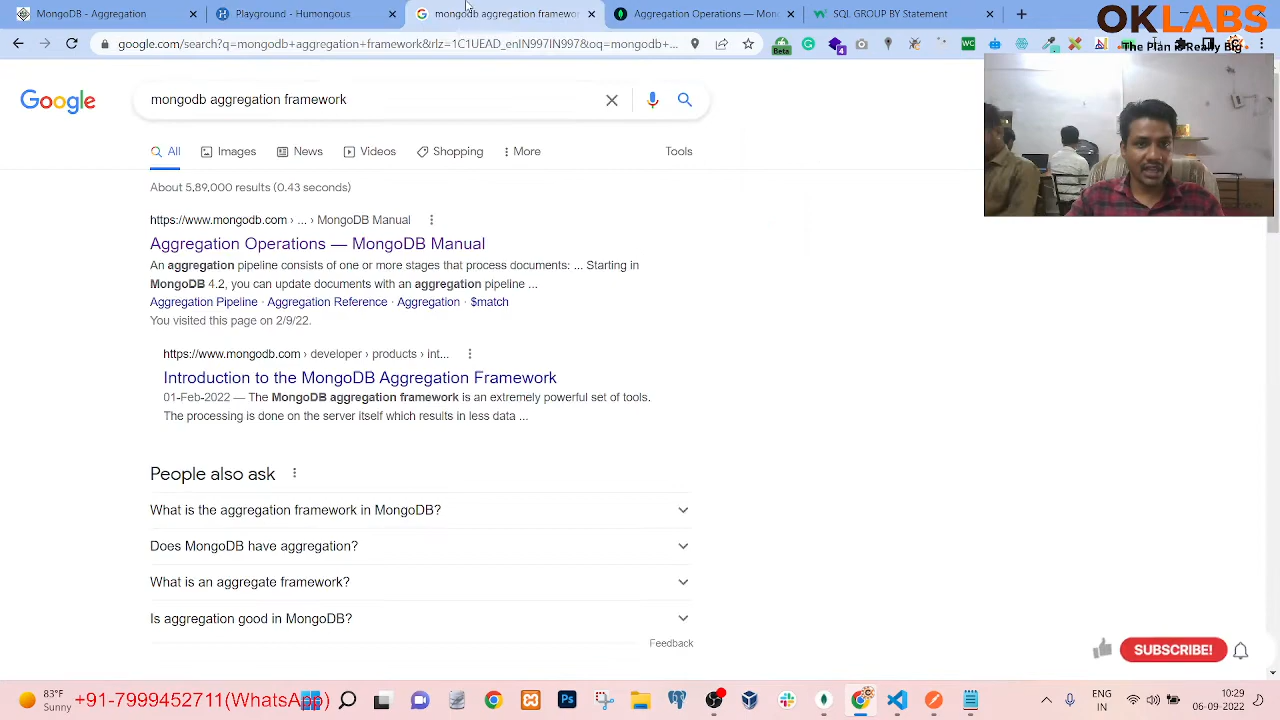 MongoDB - Aggregation
Playground - Humongous
mongodb aggregation framewor
Aggregation Operations — Mon
SQL GROUP BY Statement
OKLABS
The Plan is Really Big.
google.com/search?q=mongodb+aggregation+framework&rlz=1C1UEAD_enIN997IN997&oq=mongodb+...
Beta
4
WC
Google
mongodb aggregation framework
All
Images
News
Videos
Shopping
More
Tools
About 5,89,000 results (0.43 seconds)
https://www.mongodb.com › ... › MongoDB Manual
Aggregation Operations — MongoDB Manual
An aggregation pipeline consists of one or more stages that process documents: ... Starting in
MongoDB 4.2, you can update documents with an aggregation pipeline ...
Aggregation Pipeline · Aggregation Reference · Aggregation · $match
You visited this page on 2/9/22.
https://www.mongodb.com › developer › products › int...
Introduction to the MongoDB Aggregation Framework
01-Feb-2022 — The MongoDB aggregation framework is an extremely powerful set of tools.
The processing is done on the server itself which results in less data ...
People also ask
What is the aggregation framework in MongoDB?
Does MongoDB have aggregation?
What is an aggregate framework?
Is aggregation good in MongoDB?
Feedback
SUBSCRIBE!
83°F
Sunny
+91-7999452711(WhatsApp)
Ps
ENG
IN
10:29
06-09-2022